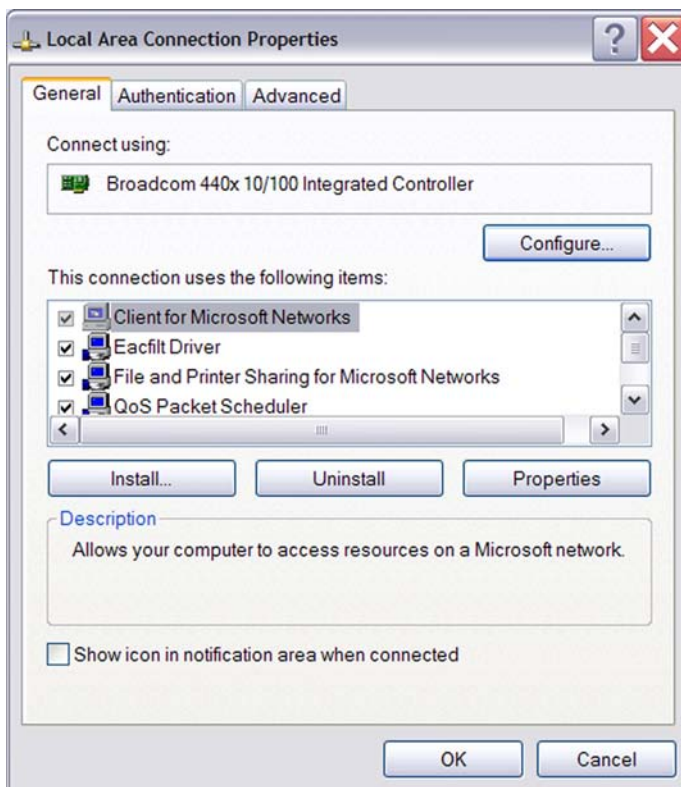 Local Area Connection Properties
General Authentication Advanced
Connect using:
Broadcom 440x 10/100 Integrated Controller
Configure...
This connection uses the following items:
Client for Microsoft Networks
Eacfilt Driver
File and Printer Sharing for Microsoft Networks
QoS Packet Scheduler
Install... Uninstall Properties
Description
Allows your computer to access resources on a Microsoft network.
Show icon in notification area when connected
OK Cancel